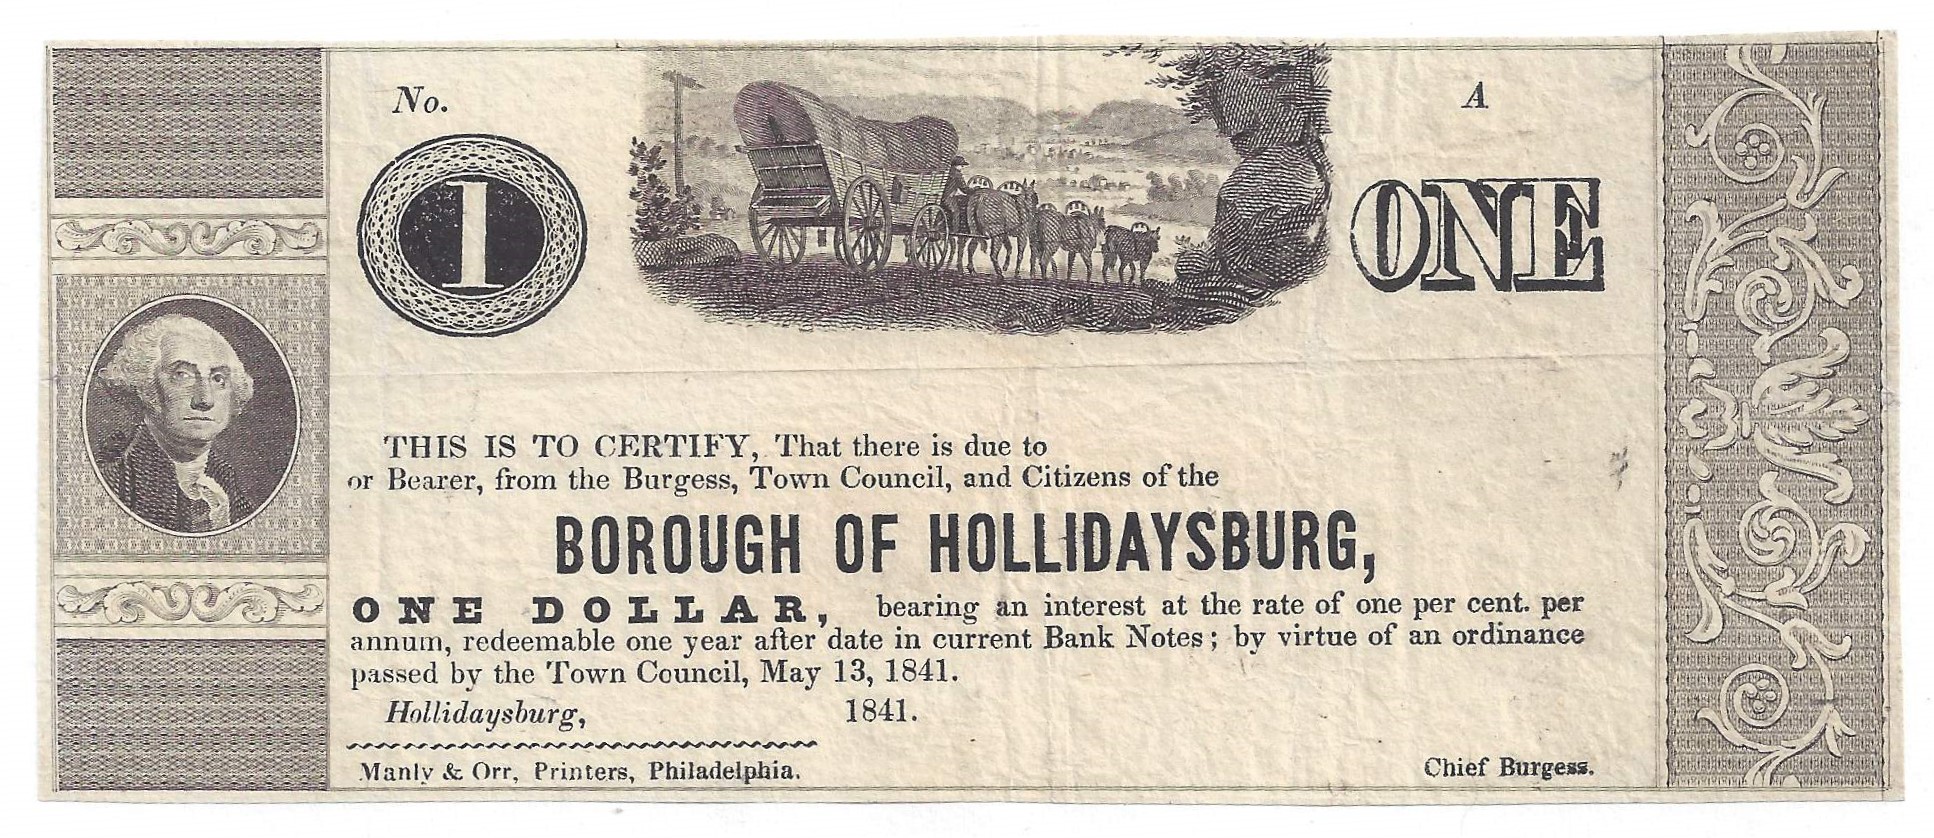 No.
A
1
ONE
THIS IS TO CERTIFY, That there is due to
or Bearer, from the Burgess, Town Council, and Citizens of the
BOROUGH OF HOLLIDAYSBURG,
ONE DOLLAR, bearing an interest at the rate of one per cent. per
annum, redeemable one year after date in current Bank Notes; by virtue of an ordinance
passed by the Town Council, May 13, 1841.
Hollidaysburg, 1841.
Manly & Orr, Printers, Philadelphia.
Chief Burgess.